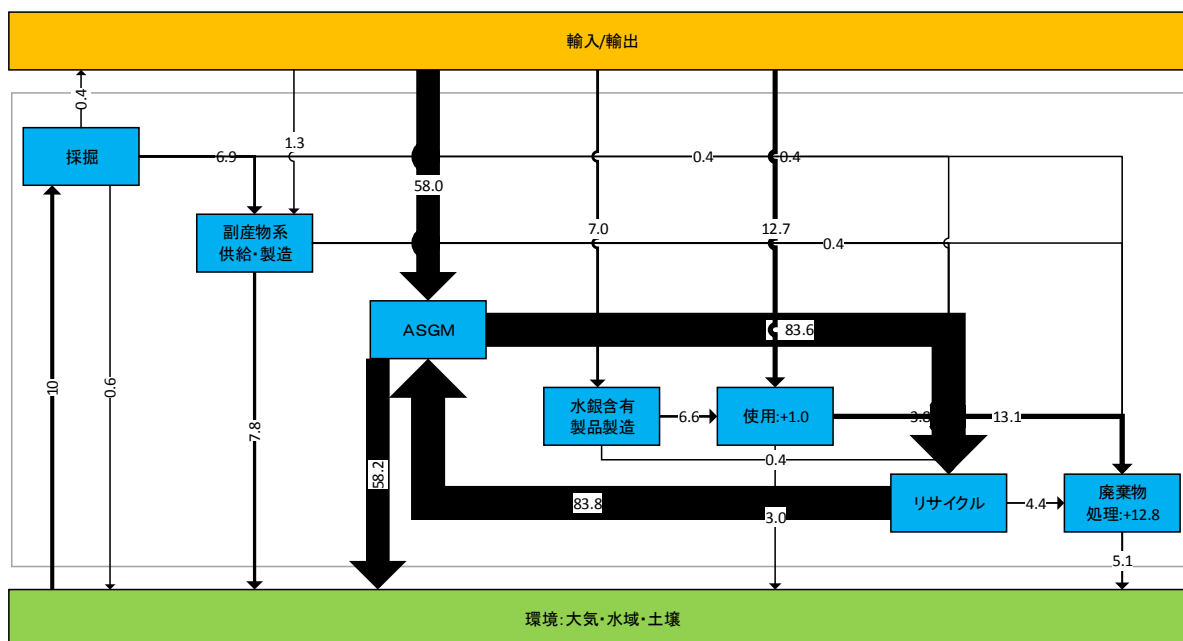 輸入/輸出
0.4
採掘
6.9
1.3
58.0
0.4
0.4
副産物系
供給・製造
7.0
12.7
0.4
ASGM
83.6
10
0.6
7.8
58.2
水銀含有
製品製造
6.6
使用:+1.0
3.8
13.1
0.4
83.8
3.0
リサイクル
4.4
廃棄物
処理:+12.8
5.1
環境:大気・水域・土壌